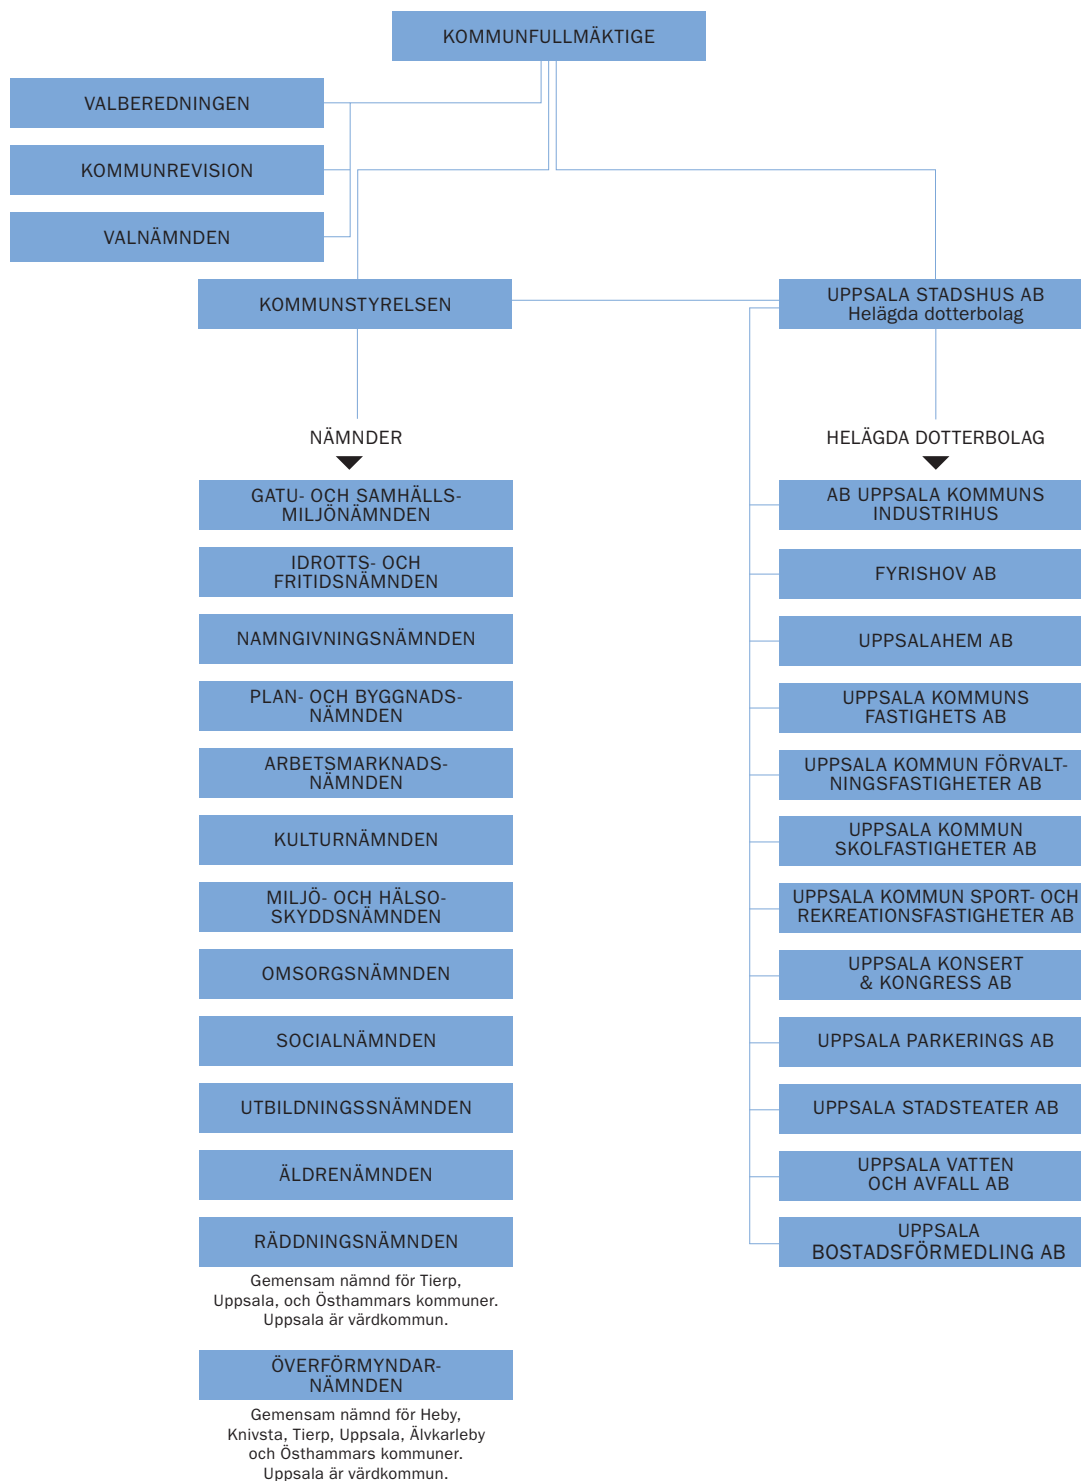 KOMMUNFULLMÄKTIGE
VALBEREDNINGEN
KOMMUNREVISION
VALNÄMNDEN
KOMMUNSTYRELSEN
UPPSALA STADSHUS AB
Helägda dotterbolag
NÄMNDER
GATU- OCH SAMHÄLLS-
MILJÖNÄMNDEN
IDROTTS- OCH
FRITIDSNÄMNDEN
NAMNGIVNINGSNÄMNDEN
PLAN- OCH BYGGNADS-
NÄMNDEN
ARBETSMARKNADS-
NÄMNDEN
KULTURNÄMNDEN
MILJÖ- OCH HÄLSO-
SKYDDSNÄMNDEN
OMSORGSNÄMNDEN
SOCIALNÄMNDEN
UTBILDNINGSSNÄMNDEN
ÄLDRENÄMNDEN
RÄDDNINGSNÄMNDEN
Gemensam nämnd för Tierp,
Uppsala, och Östhammars kommuner.
Uppsala är värdkommun.
ÖVERFÖRMYNDAR-
NÄMNDEN
Gemensam nämnd för Heby,
Knivsta, Tierp, Uppsala, Älvkarleby
och Östhammars kommuner.
Uppsala är värdkommun.
HELÄGDA DOTTERBOLAG
AB UPPSALA KOMMUNS
INDUSTRIHUS
FYRISHOV AB
UPPSALAHEM AB
UPPSALA KOMMUNS
FASTIGHETS AB
UPPSALA KOMMUN FÖRVALT-
NINGSFASTIGHETER AB
UPPSALA KOMMUN
SKOLFASTIGHETER AB
UPPSALA KOMMUN SPORT- OCH
REKREATIONSFASTIGHETER AB
UPPSALA KONSERT
& KONGRESS AB
UPPSALA PARKERINGS AB
UPPSALA STADSTEATER AB
UPPSALA VATTEN
OCH AVFALL AB
UPPSALA
BOSTADSFÖRMEDLING AB